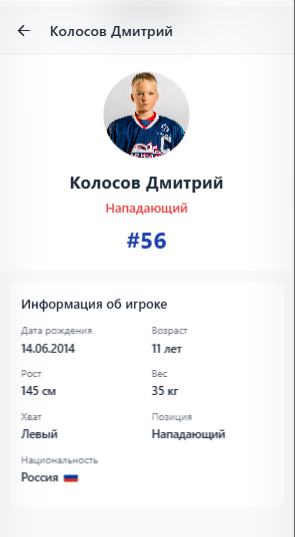 ← Колосов Дмитрий
Колосов Дмитрий
Нападающий
#56
Информация об игроке
Дата рождения Возраст
14.06.2014 11 лет
Рост Вес
145 см 35 кг
Хват Позиция
Левый Нападающий
Национальность
Россия